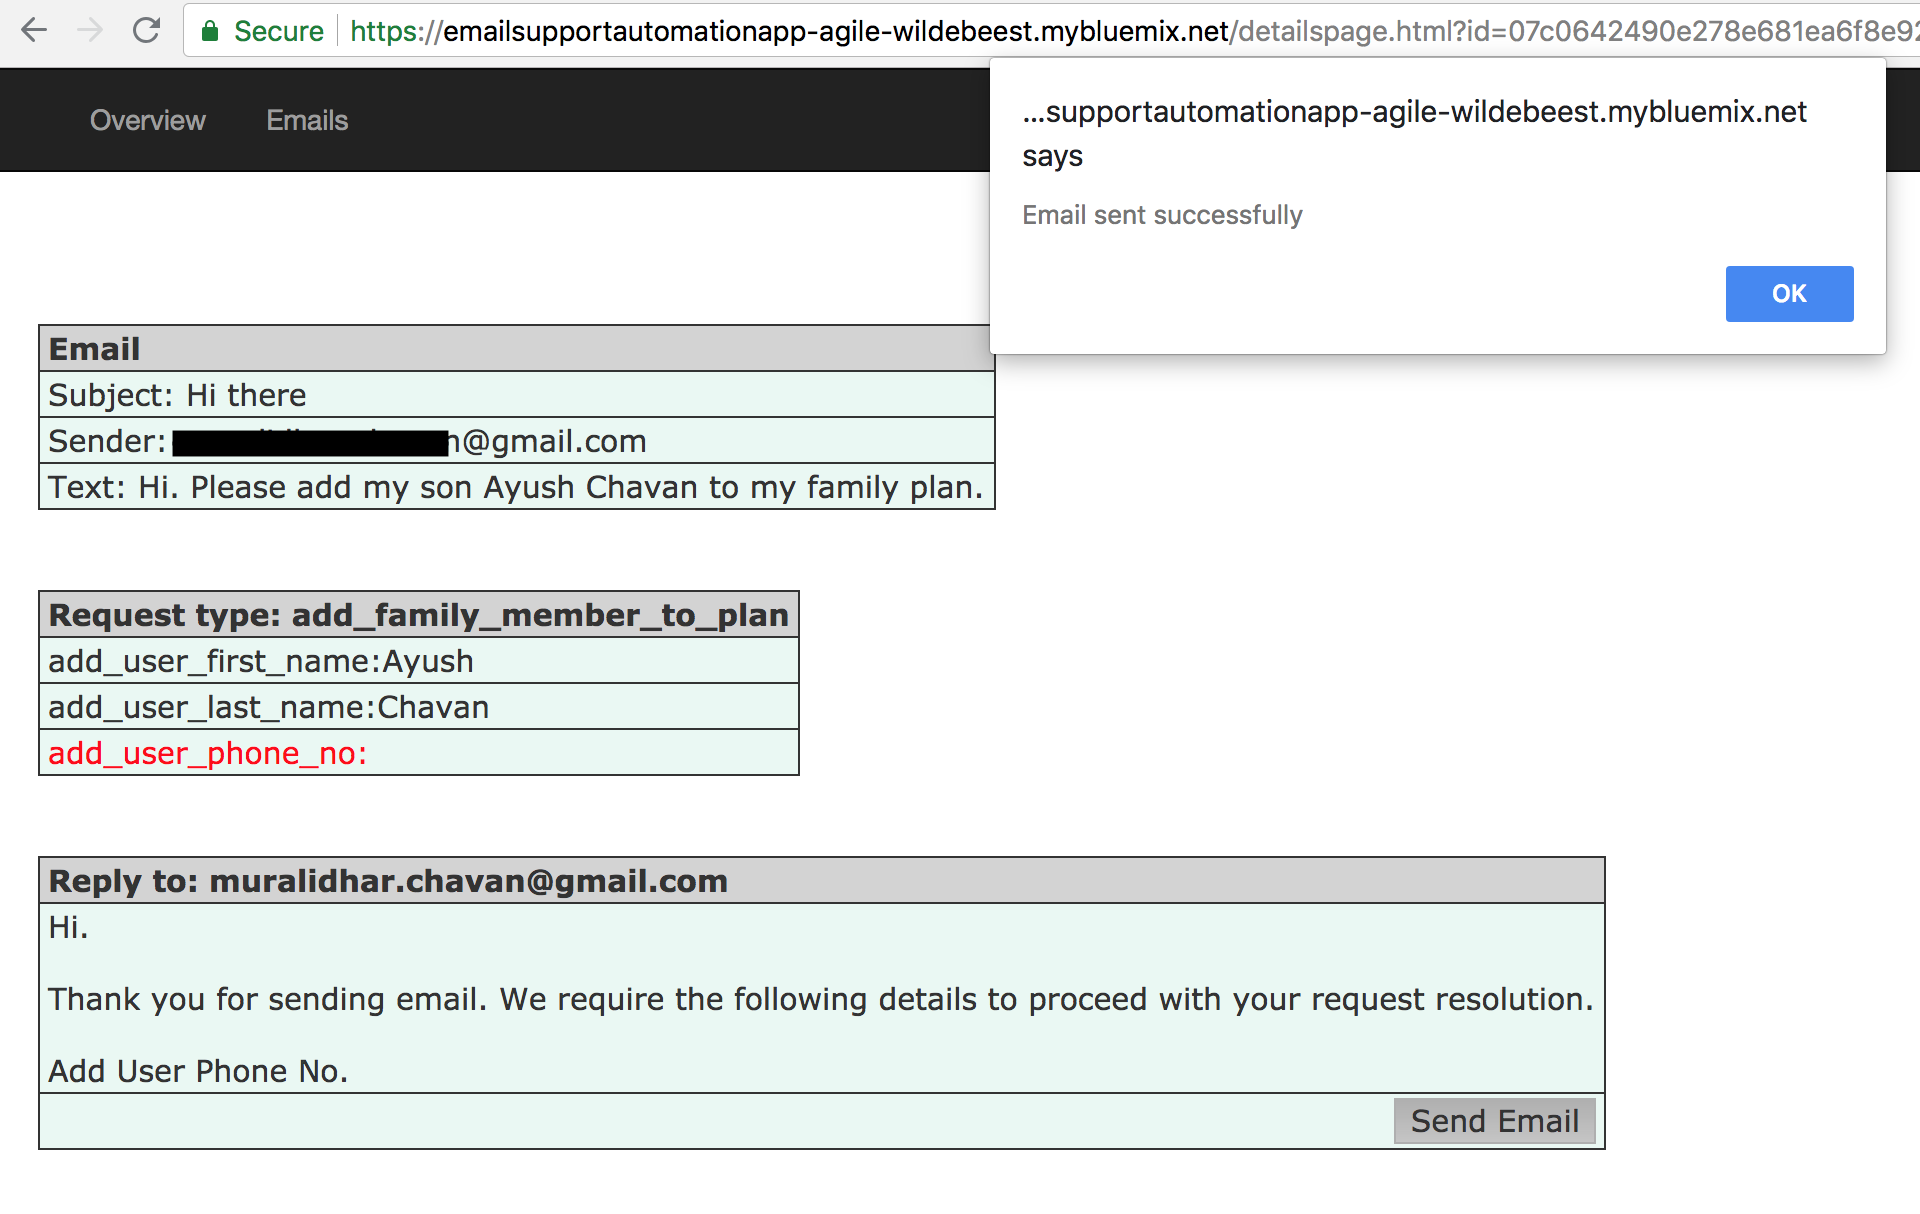 Secure https://emailsupportautomationapp-agile-wildebeest.mybluemix.net/detailspage.html?id=07c0642490e278e681ea6f8e92
Overview Emails
...supportautomationapp-agile-wildebeest.mybluemix.net
says
Email sent successfully
OK
Email
Subject: Hi there
Sender: n@gmail.com
Text: Hi. Please add my son Ayush Chavan to my family plan.
Request type: add_family_member_to_plan
add_user_first_name:Ayush
add_user_last_name:Chavan
add_user_phone_no:
Reply to: muralidhar.chavan@gmail.com
Hi.
Thank you for sending email. We require the following details to proceed with your request resolution.
Add User Phone No.
Send Email